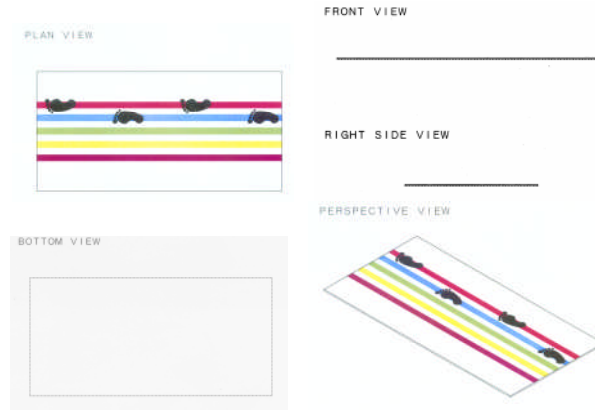 PLAN VIEW
FRONT VIEW
RIGHT SIDE VIEW
BOTTOM VIEW
PERSPECTIVE VIEW